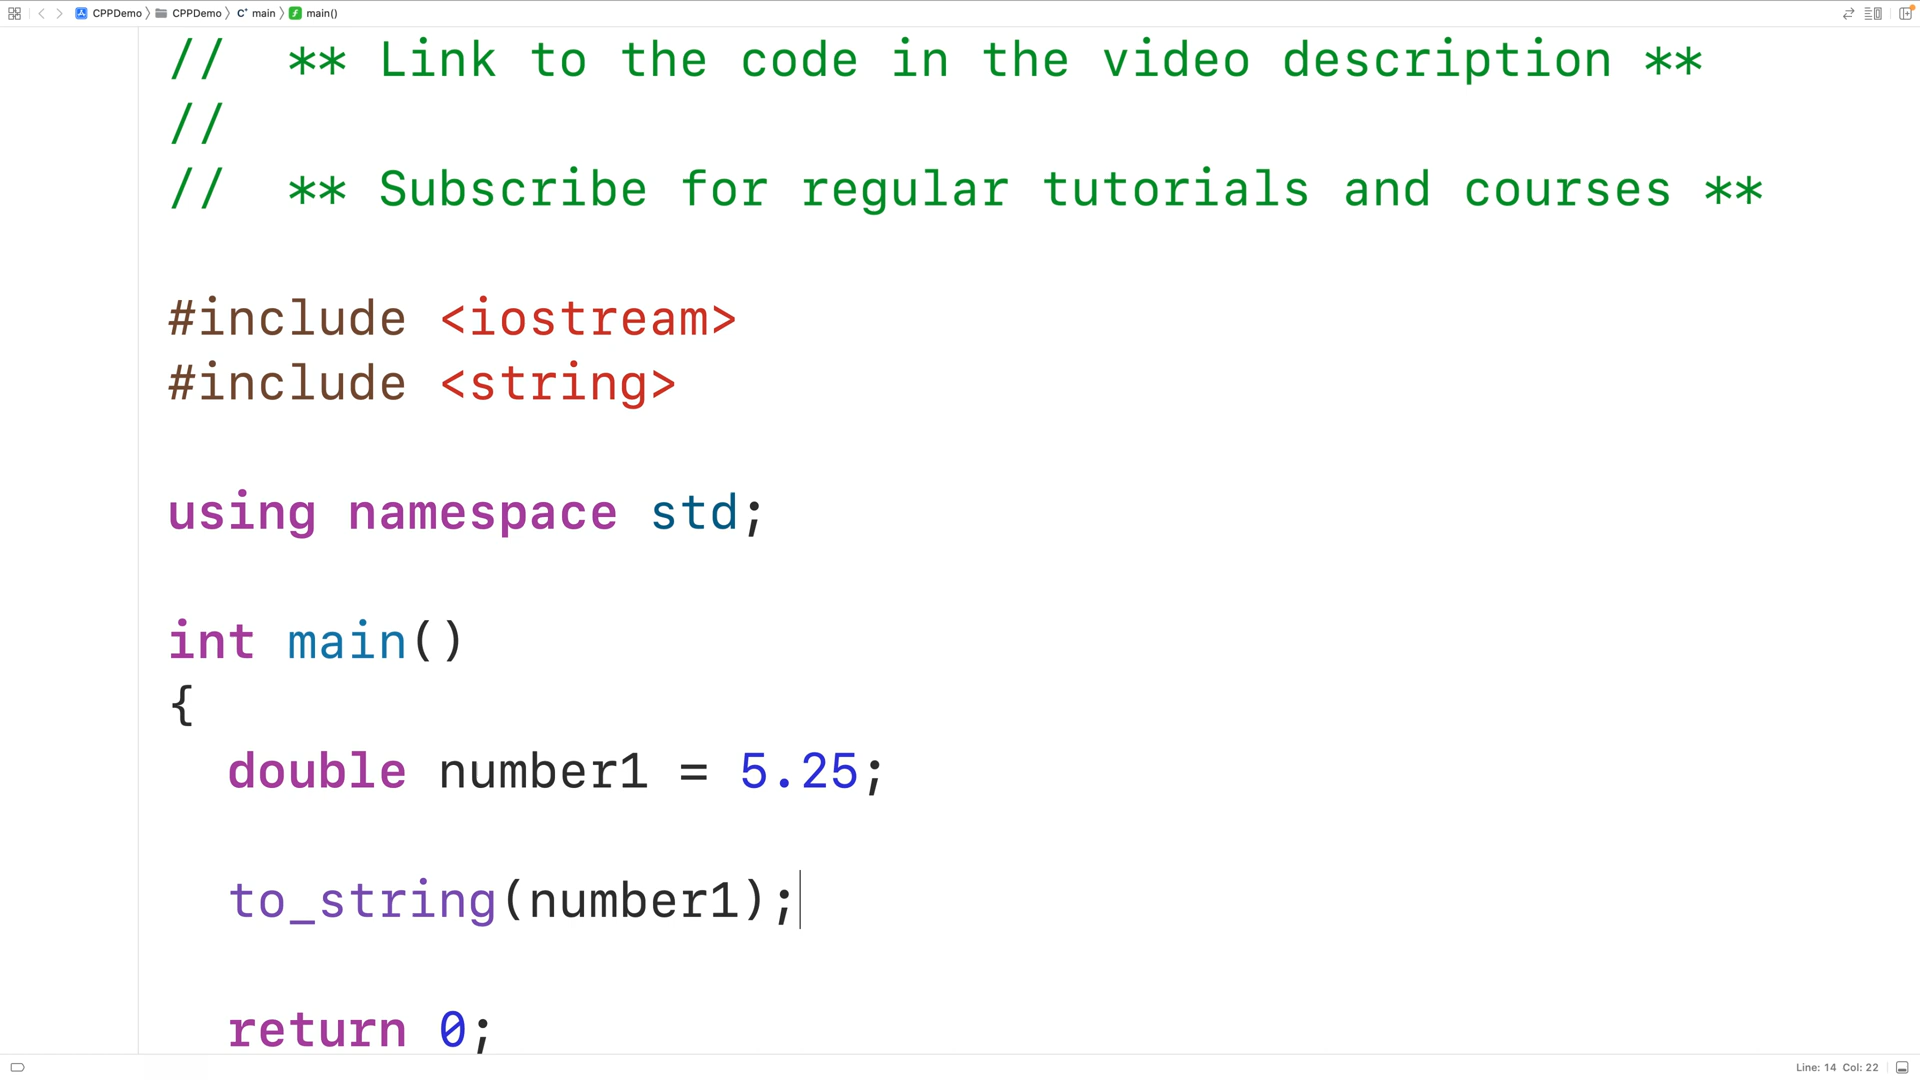 CPPDemo CPPDemo C+ main f main()
// ** Link to the code in the video description **
//
// ** Subscribe for regular tutorials and courses **
#include <iostream>
#include <string>
using namespace std;
int main()
{
double number1 = 5.25;
to_string(number1);
return 0;
Line: 14 Col: 22